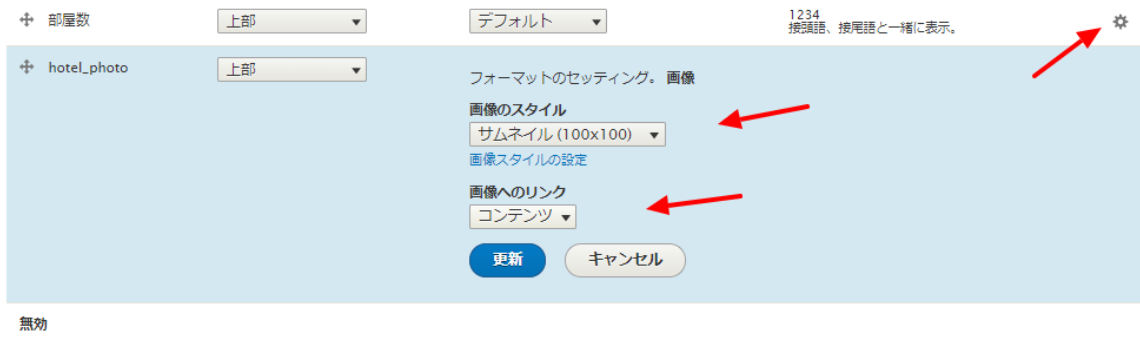 部屋数 上部 デフォルト 1234
接頭語、接尾語と一緒に表示。
hotel_photo 上部 フォーマットのセッティング。 画像
画像のスタイル
サムネイル (100x100)
画像スタイルの設定
画像へのリンク
コンテンツ
更新 キャンセル
無効